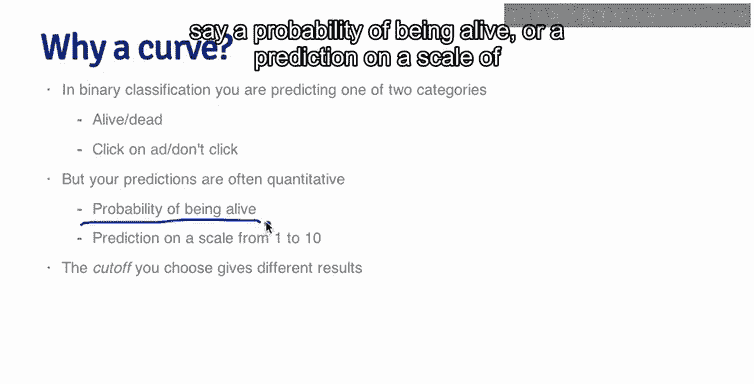 say a probability of being alive, or a
prediction on a scale of
Why a curve?
· In binary classification you are predicting one of two categories
- Alive/dead
- Click on ad/don't click
· But your predictions are often quantitative
- Probability of being alive
- Prediction on a scale from 1 to 10
· The cutoff you choose gives different results